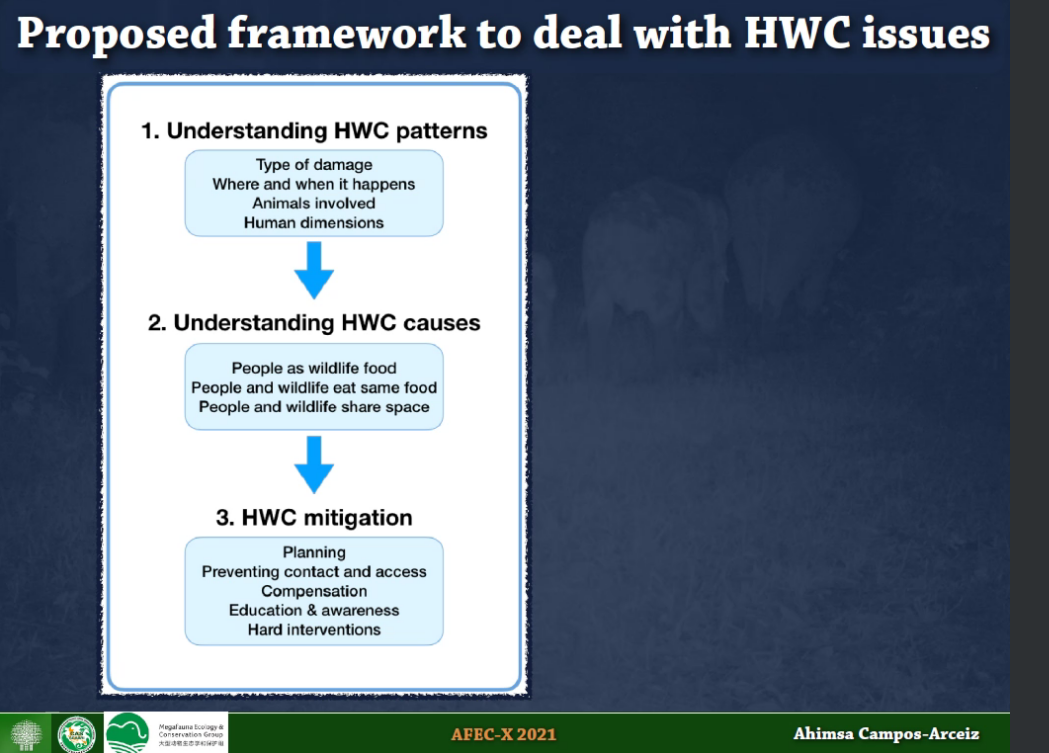 Proposed framework to deal with HWC issues
1. Understanding HWC patterns
Type of damage
Where and when it happens
Animals involved
Human dimensions
2. Understanding HWC causes
People as wildlife food
People and wildlife eat same food
People and wildlife share space
3. HWC mitigation
Planning
Preventing contact and access
Compensation
Education & awareness
Hard interventions
Megafauna Ecology &
Conservation Group
AFEC-X 2021
Ahimsa Campos-Arceiz